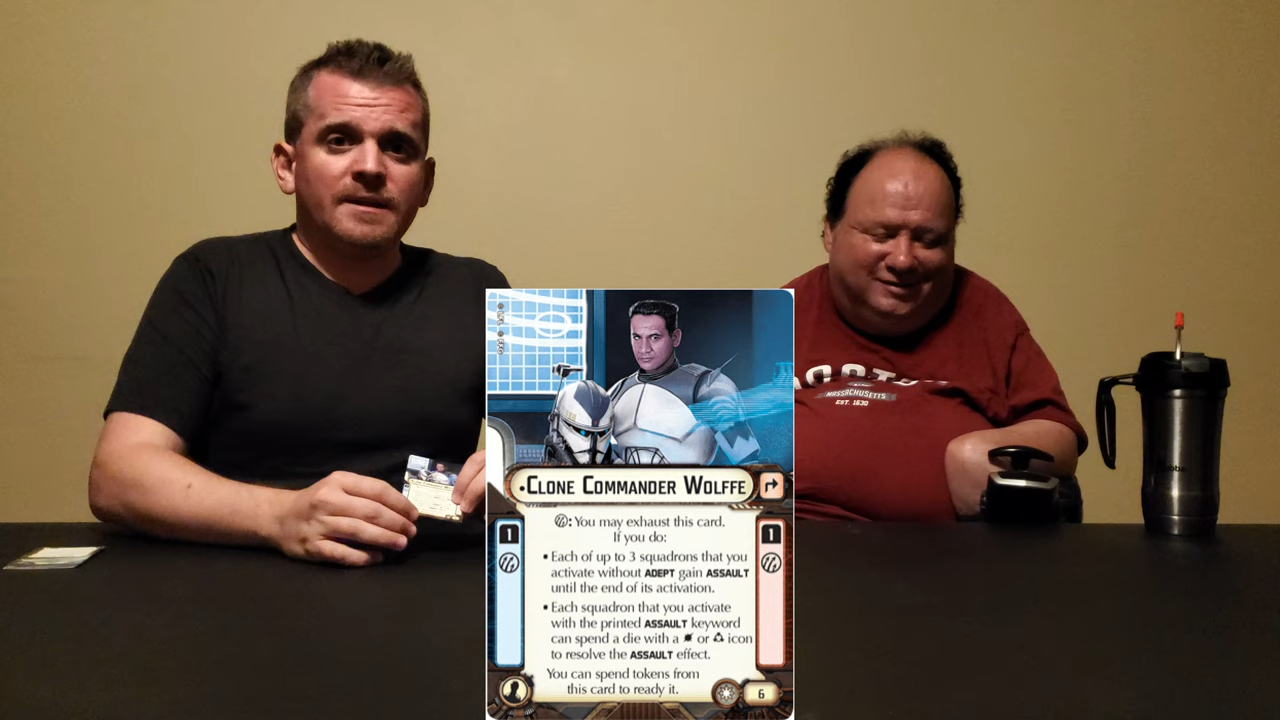 © LFL © FFG
•CLONE COMMANDER WOLFFE
: You may exhaust this card.
If you do:
1
1
▪ Each of up to 3 squadrons that you
activate without ADEPT gain ASSAULT
until the end of its activation.
▪ Each squadron that you activate
with the printed ASSAULT keyword
can spend a die with a or icon
to resolve the ASSAULT effect.
You can spend tokens from
this card to ready it.
6
MASSACHUSETTS
EST. 1630